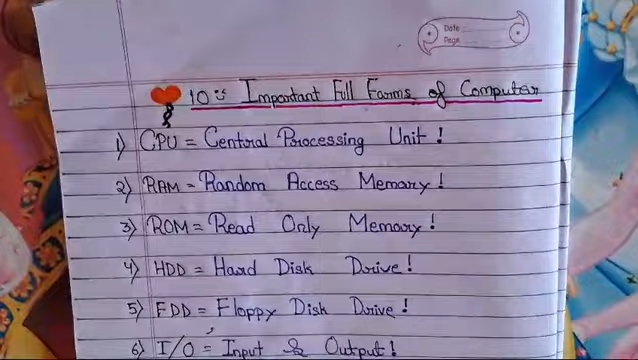 Date
Page
10 :: Important Full Farms of Computer
1) CPU = Central Processing Unit !
2) RAM = Random Access Memory !
3) ROM = Read Only Memory !
4) HDD = Hard Disk Drive !
5) FDD = Floppy Disk Drive !
6) I/O = Input & Output !